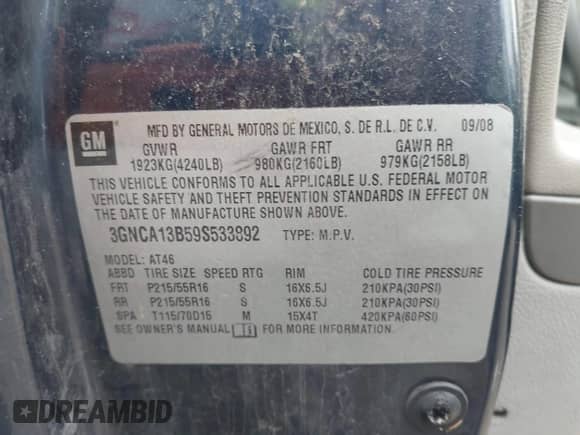 GM
MFD BY GENERAL MOTORS DE MEXICO, S. DE R.L. DE C.V. 09/08
GVWR GAWR FRT GAWR RR
1923KG(4240LB) 980KG(2160LB) 979KG(2158LB)
THIS VEHICLE CONFORMS TO ALL APPLICABLE U.S. FEDERAL MOTOR
VEHICLE SAFETY AND THEFT PREVENTION STANDARDS IN EFFECT ON
THE DATE OF MANUFACTURE SHOWN ABOVE.
3GNCA13B59S533892 TYPE: M.P.V.
MODEL: AT46
ABBD TIRE SIZE SPEED RTG RIM COLD TIRE PRESSURE
FRT P215/55R16 S 16X6.5J 210KPA(30PSI)
RR P215/55R16 S 16X6.5J 210KPA(30PSI)
SPA T115/70D15 M 15X4T 420KPA(60PSI)
SEE OWNER'S MANUAL FOR MORE INFORMATION.
DREAMBID